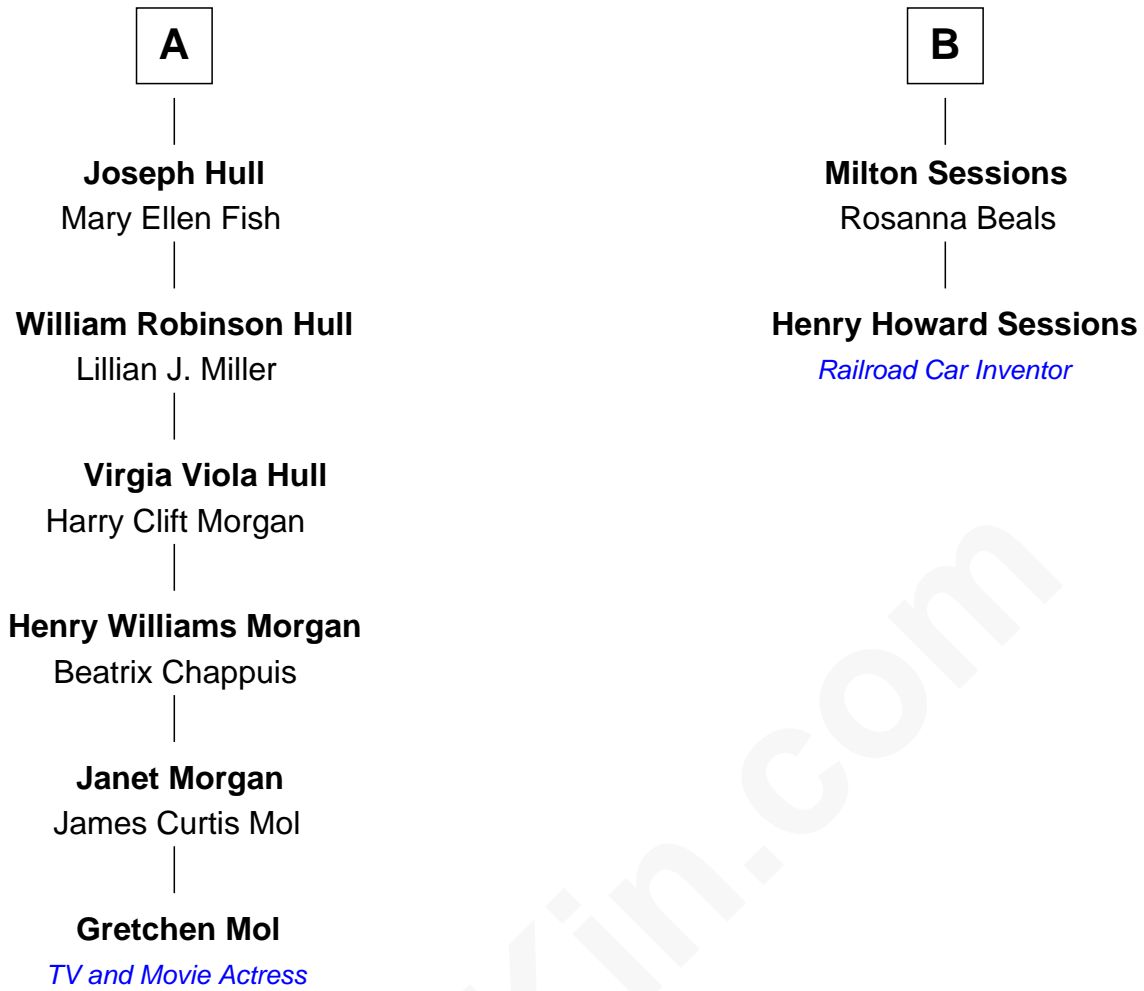 A
Joseph Hull
Mary Ellen Fish
William Robinson Hull
Lillian J. Miller
Virgia Viola Hull
Harry Clift Morgan
Henry Williams Morgan
Beatrix Chappuis
Janet Morgan
James Curtis Mol
Gretchen Mol
TV and Movie Actress
B
Milton Sessions
Rosanna Beals
Henry Howard Sessions
Railroad Car Inventor
Kin.com